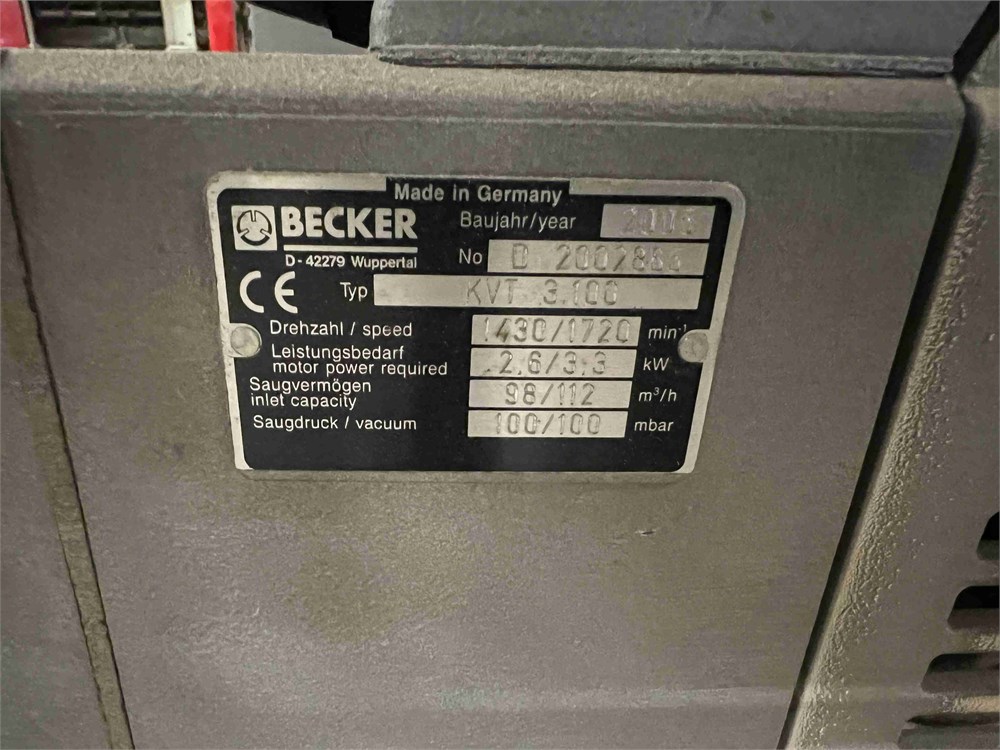 Made in Germany
BECKER
Baujahr/year
D-42279 Wuppertal
No D
CE Typ KVT 3.100
Drehzahl / speed 1430/1720 min-¹
Leistungsbedarf
motor power required 2,6/3,3 kW
Saugvermögen
inlet capacity 98/112 m³/h
Saugdruck / vacuum 100/100 mbar